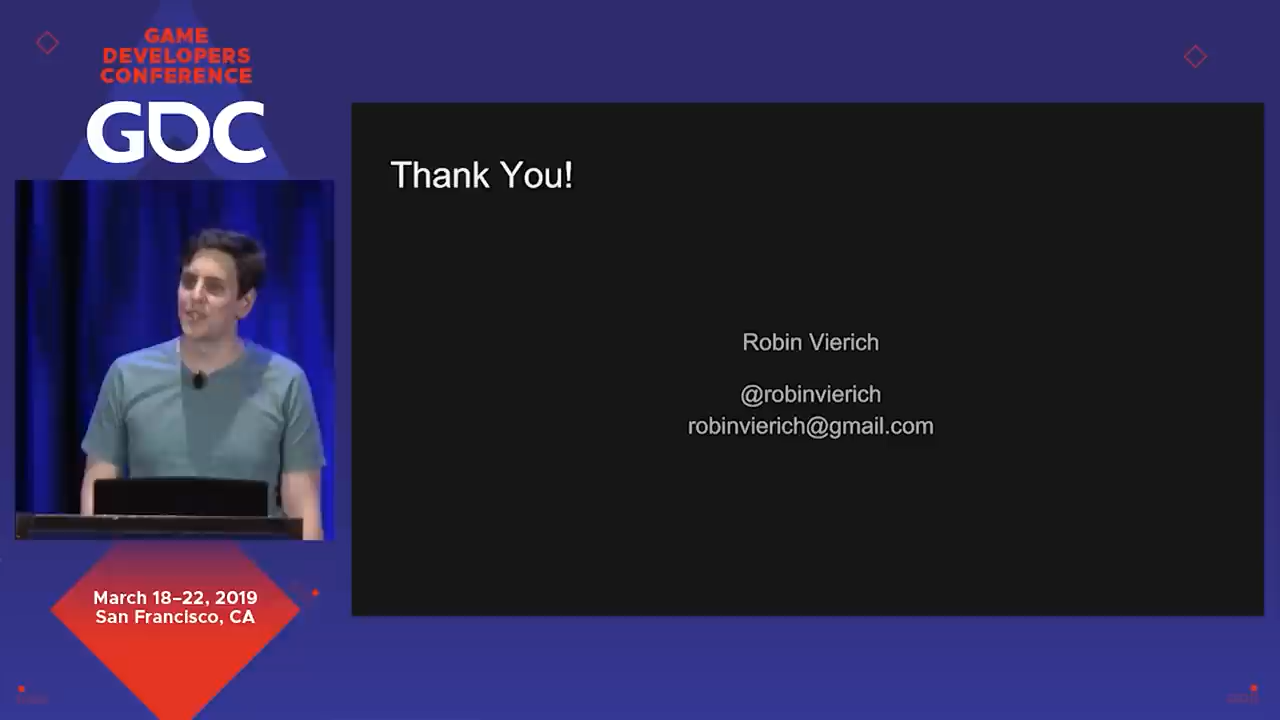 GAME
DEVELOPERS
CONFERENCE
GDC
Thank You!
Robin Vierich
@robinvierich
robinvierich@gmail.com
March 18–22, 2019
San Francisco, CA